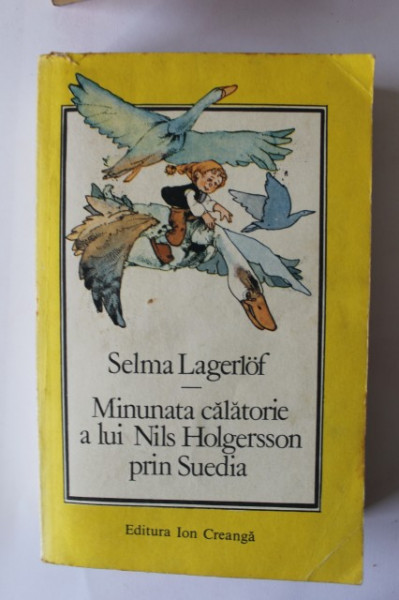 Selma Lagerlöf
Minunata călătorie
a lui Nils Holgersson
prin Suedia
Editura Ion Creangă